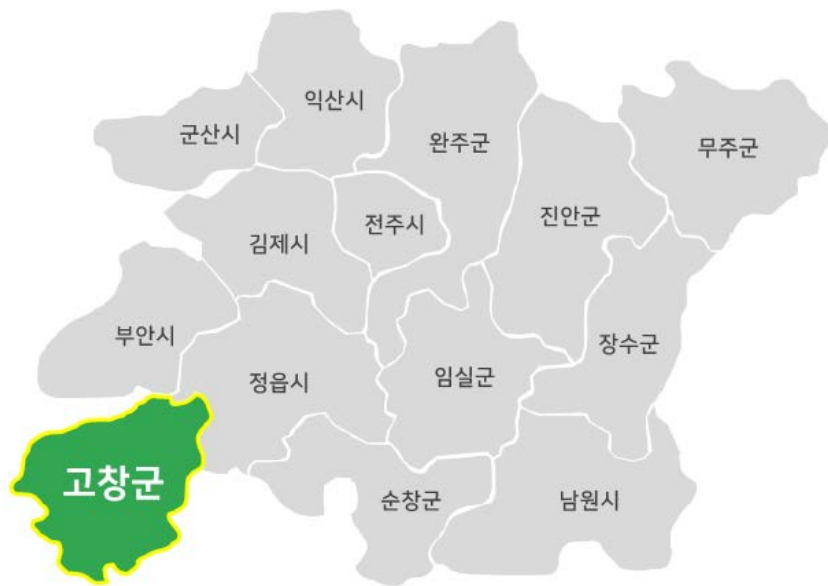 익산시
군산시
완주군
무주군
전주시
진안군
김제시
부안시
장수군
정읍시
임실군
고창군
순창군
남원시